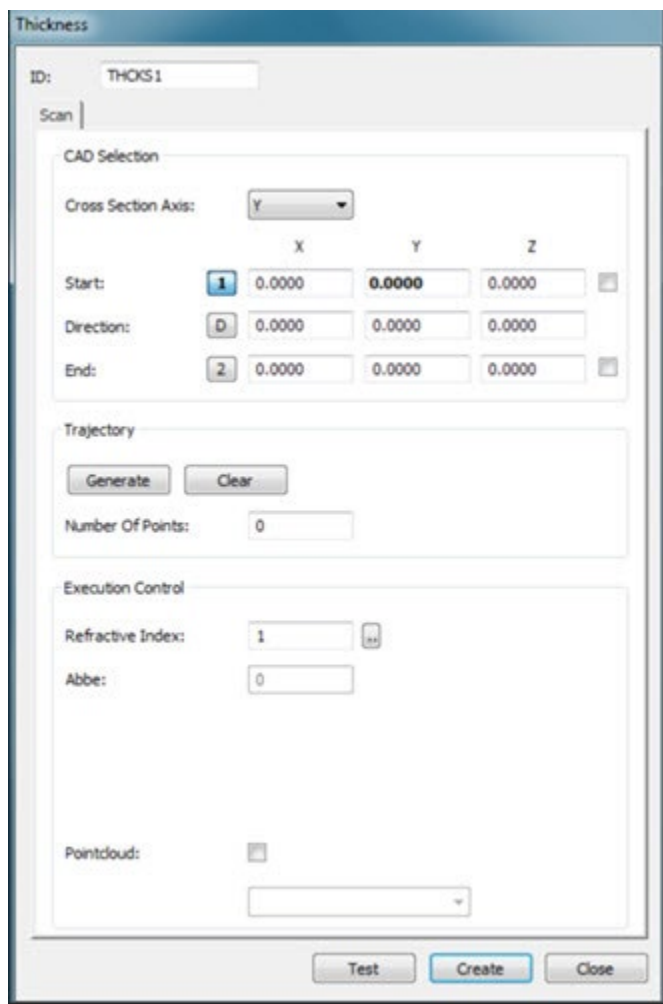 Thickness
ID: THCKS1
Scan
CAD Selection
Cross Section Axis: Y
X Y Z
Start: 1 0.0000 0.0000 0.0000
Direction: D 0.0000 0.0000 0.0000
End: 2 0.0000 0.0000 0.0000
Trajectory
Generate Clear
Number Of Points: 0
Execution Control
Refractive Index: 1 ..
Abbe: 0
Pointcloud:
Test Create Close